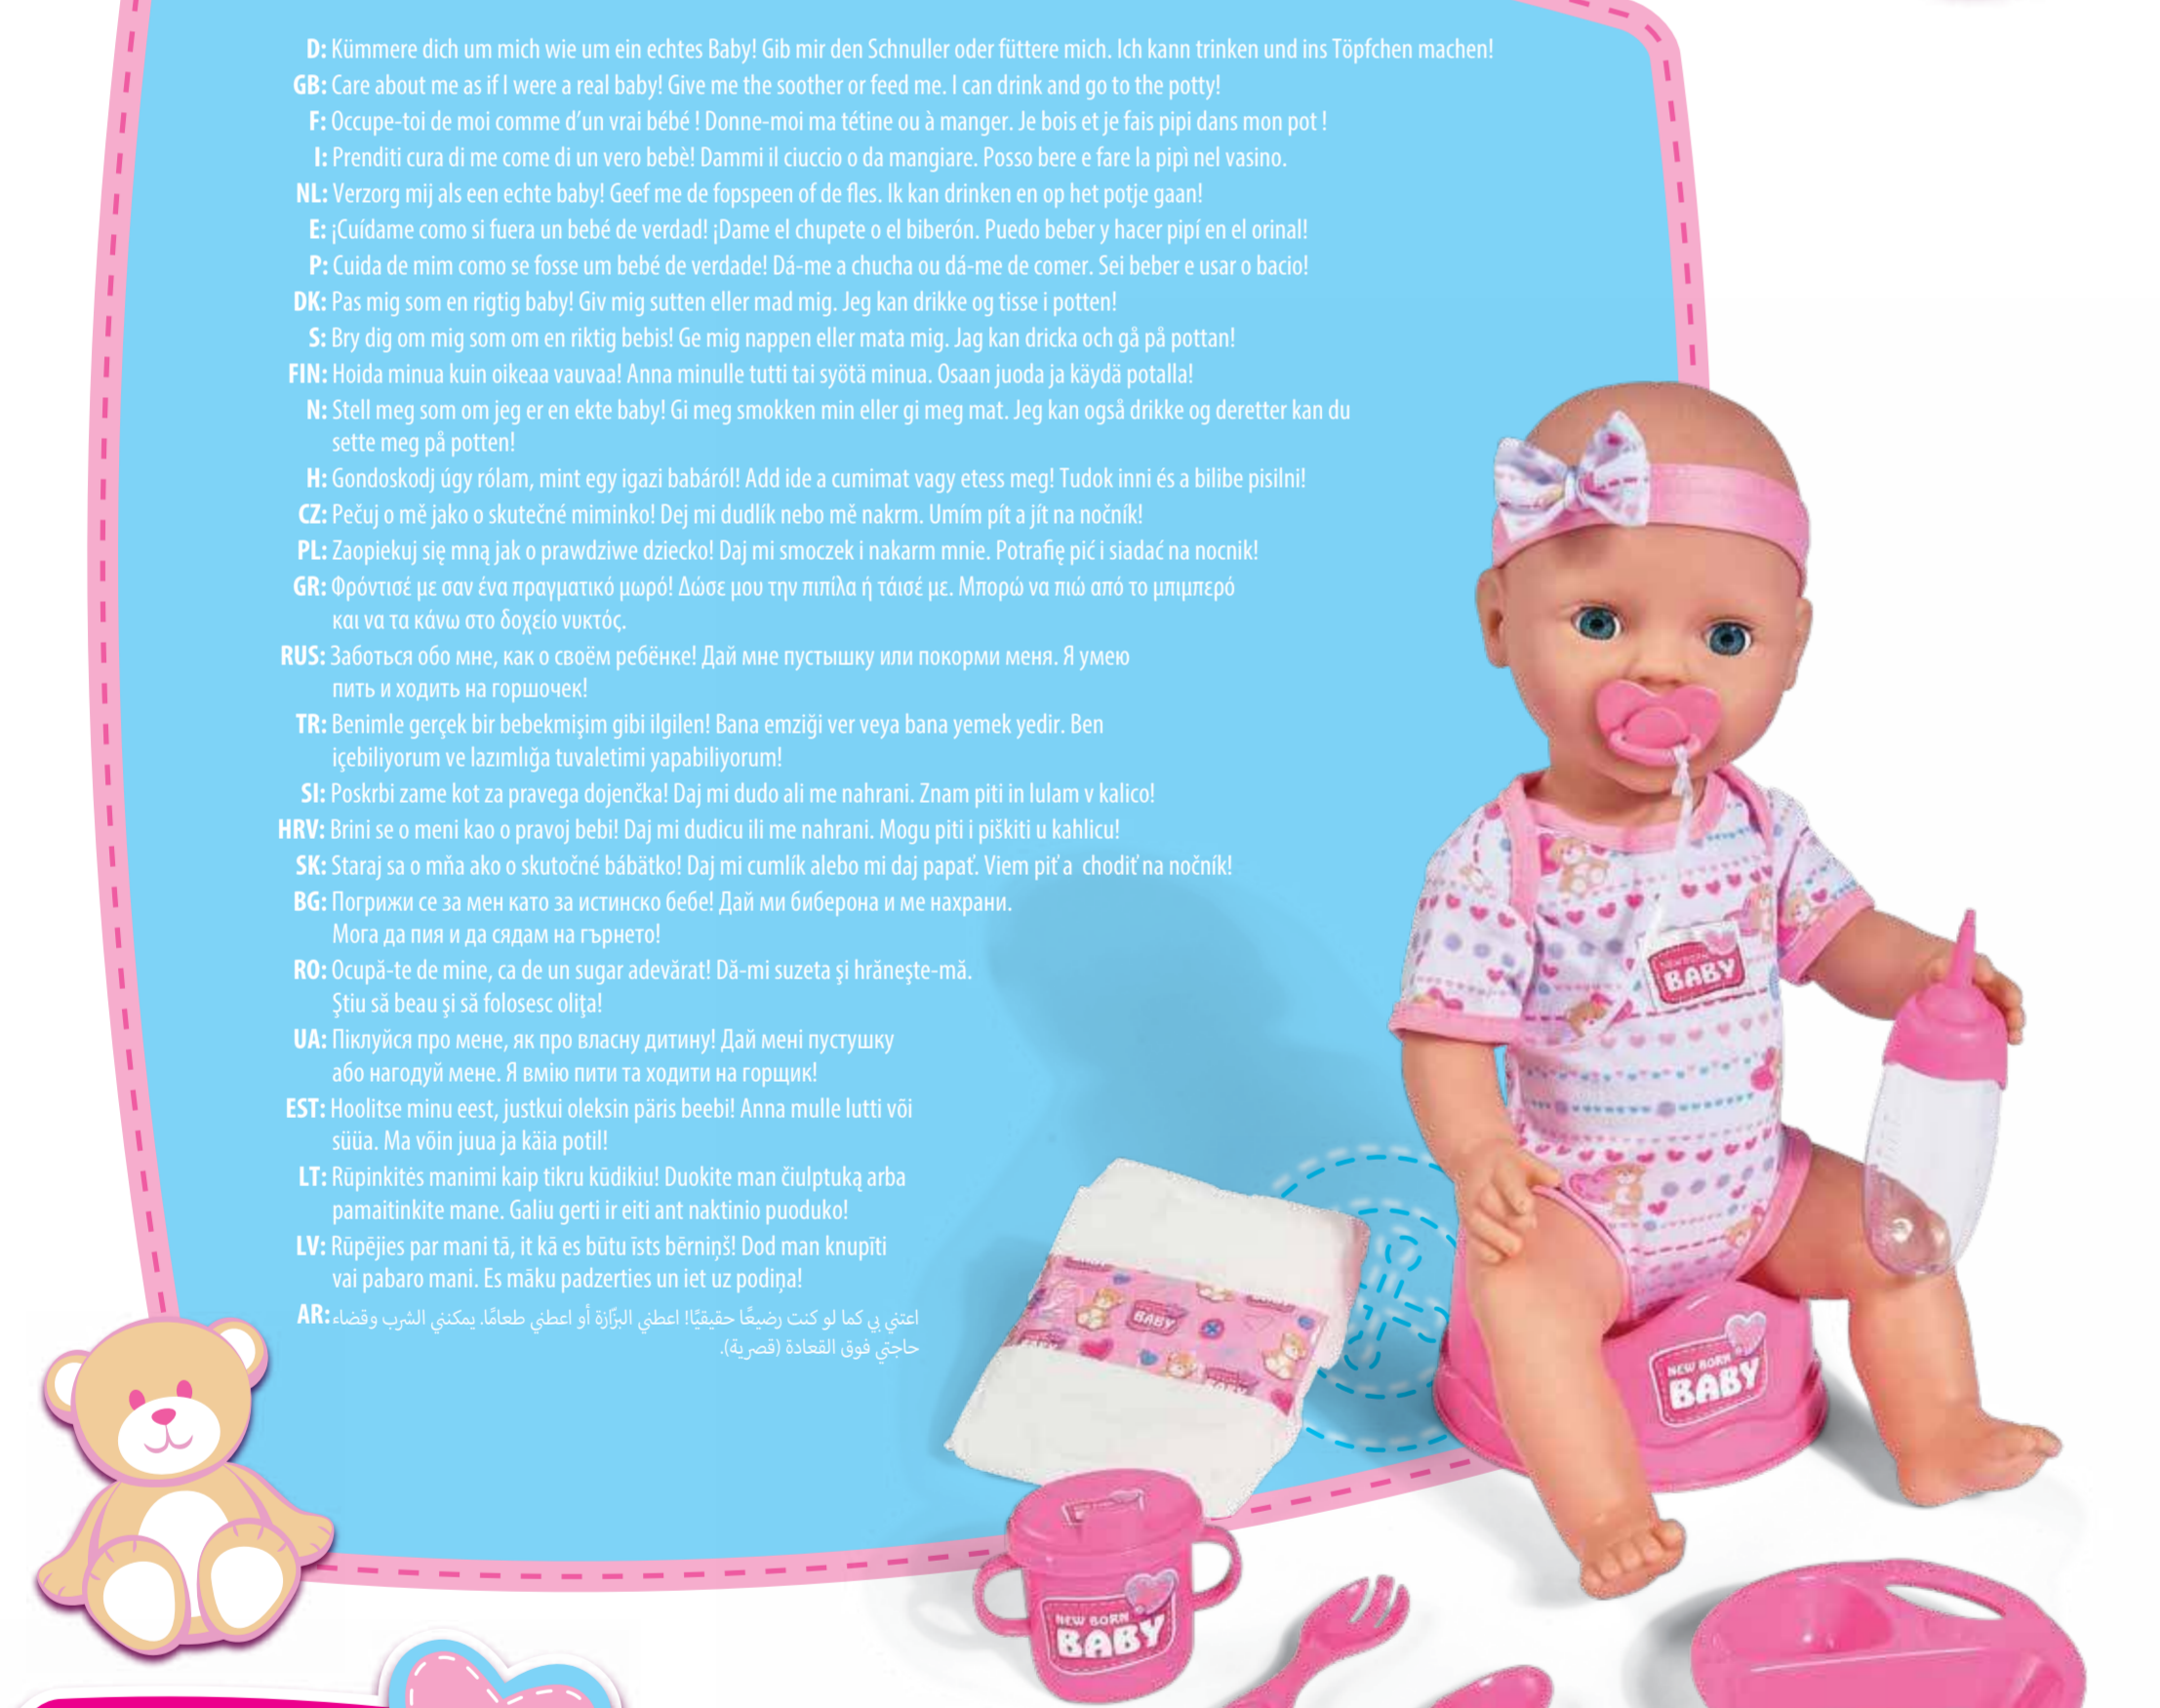 D: Kümmere dich um mich wie um ein echtes Baby! Gib mir den Schnuller oder füttere mich. Ich kann trinken und ins Töpfchen machen!
GB: Care about me as if I were a real baby! Give me the soother or feed me. I can drink and go to the potty!
F: Occupe-toi de moi comme d’un vrai bébé ! Donne-moi ma tétine ou à manger. Je bois et je fais pipi dans mon pot !
I: Prenditi cura di me come di un vero bebè! Dammi il ciuccio o da mangiare. Posso bere e fare la pipì nel vasino.
NL: Verzorg mij als een echte baby! Geef me de fopspeen of de fles. Ik kan drinken en op het potje gaan!
E: ¡Cuídame como si fuera un bebé de verdad! ¡Dame el chupete o el biberón. Puedo beber y hacer pipí en el orinal!
P: Cuida de mim como se fosse um bebé de verdade! Dá-me a chucha ou dá-me de comer. Sei beber e usar o bacio!
DK: Pas mig som en rigtig baby! Giv mig sutten eller mad mig. Jeg kan drikke og tisse i potten!
S: Bry dig om mig som om en riktig bebis! Ge mig nappen eller mata mig. Jag kan dricka och gå på pottan!
FIN: Hoida minua kuin oikeaa vauvaa! Anna minulle tutti tai syötä minua. Osaan juoda ja käydä potalla!
N: Stell meg som om jeg er en ekte baby! Gi meg smokken min eller gi meg mat. Jeg kan også drikke og deretter kan du
sette meg på potten!
H: Gondoskodj úgy rólam, mint egy igazi babáról! Add ide a cumimat vagy etess meg! Tudok inni és a bilibe pisilni!
CZ: Pečuj o mě jako o skutečné miminko! Dej mi dudlík nebo mě nakrm. Umím pít a jít na nočník!
PL: Zaopiekuj się mną jak o prawdziwe dziecko! Daj mi smoczek i nakarm mnie. Potrafię pić i siadać na nocnik!
GR: Φρόντισέ με σαν ένα πραγματικό μωρό! Δώσε μου την πιπίλα ή τάισέ με. Μπορώ να πιώ από το μπιμπερό
και να τα κάνω στο δοχείο νυκτός.
RUS: Заботься обо мне, как о своём ребёнке! Дай мне пустышку или покорми меня. Я умею
пить и ходить на горшочек!
TR: Benimle gerçek bir bebekmişim gibi ilgilen! Bana emziği ver veya bana yemek yedir. Ben
içebiliyorum ve lazımlığa tuvaletimi yapabiliyorum!
SI: Poskrbi zame kot za pravega dojenčka! Daj mi dudo ali me nahrani. Znam piti in lulam v kalico!
HRV: Brini se o meni kao o pravoj bebi! Daj mi dudicu ili me nahrani. Mogu piti i piškiti u kahlicu!
SK: Staraj sa o mňa ako o skutočné bábätko! Daj mi cumlík alebo mi daj papať. Viem piť a chodiť na nočník!
BG: Погрижи се за мен като за истинско бебе! Дай ми биберона и ме нахрани.
Мога да пия и да сядам на гърнето!
RO: Ocupă-te de mine, ca de un sugar adevărat! Dă-mi suzeta şi hrăneşte-mă.
Ştiu să beau şi să folosesc oliţa!
UA: Піклуйся про мене, як про власну дитину! Дай мені пустушку
або нагодуй мене. Я вмію пити та ходити на горщик!
EST: Hoolitse minu eest, justkui oleksin päris beebi! Anna mulle lutti või
süüa. Ma võin juua ja käia potil!
LT: Rūpinkitės manimi kaip tikru kūdikiu! Duokite man čiulptuką arba
pamaitinkite mane. Galiu gerti ir eiti ant naktinio puoduko!
LV: Rūpējies par mani tā, it kā es būtu īsts bērniņš! Dod man knupīti
vai pabaro mani. Es māku padzerties un iet uz podiņa!
AR: اعتني بي كما لو كنت رضيعًا حقيقيًا! اعطني البزّازة أو اعطني طعامًا. يمكنني الشرب وقضاء
حاجتي فوق القعادة (قصرية).
NEW BORN
BABY
BABY
NEW BORN
BABY
NEW BORN
BABY